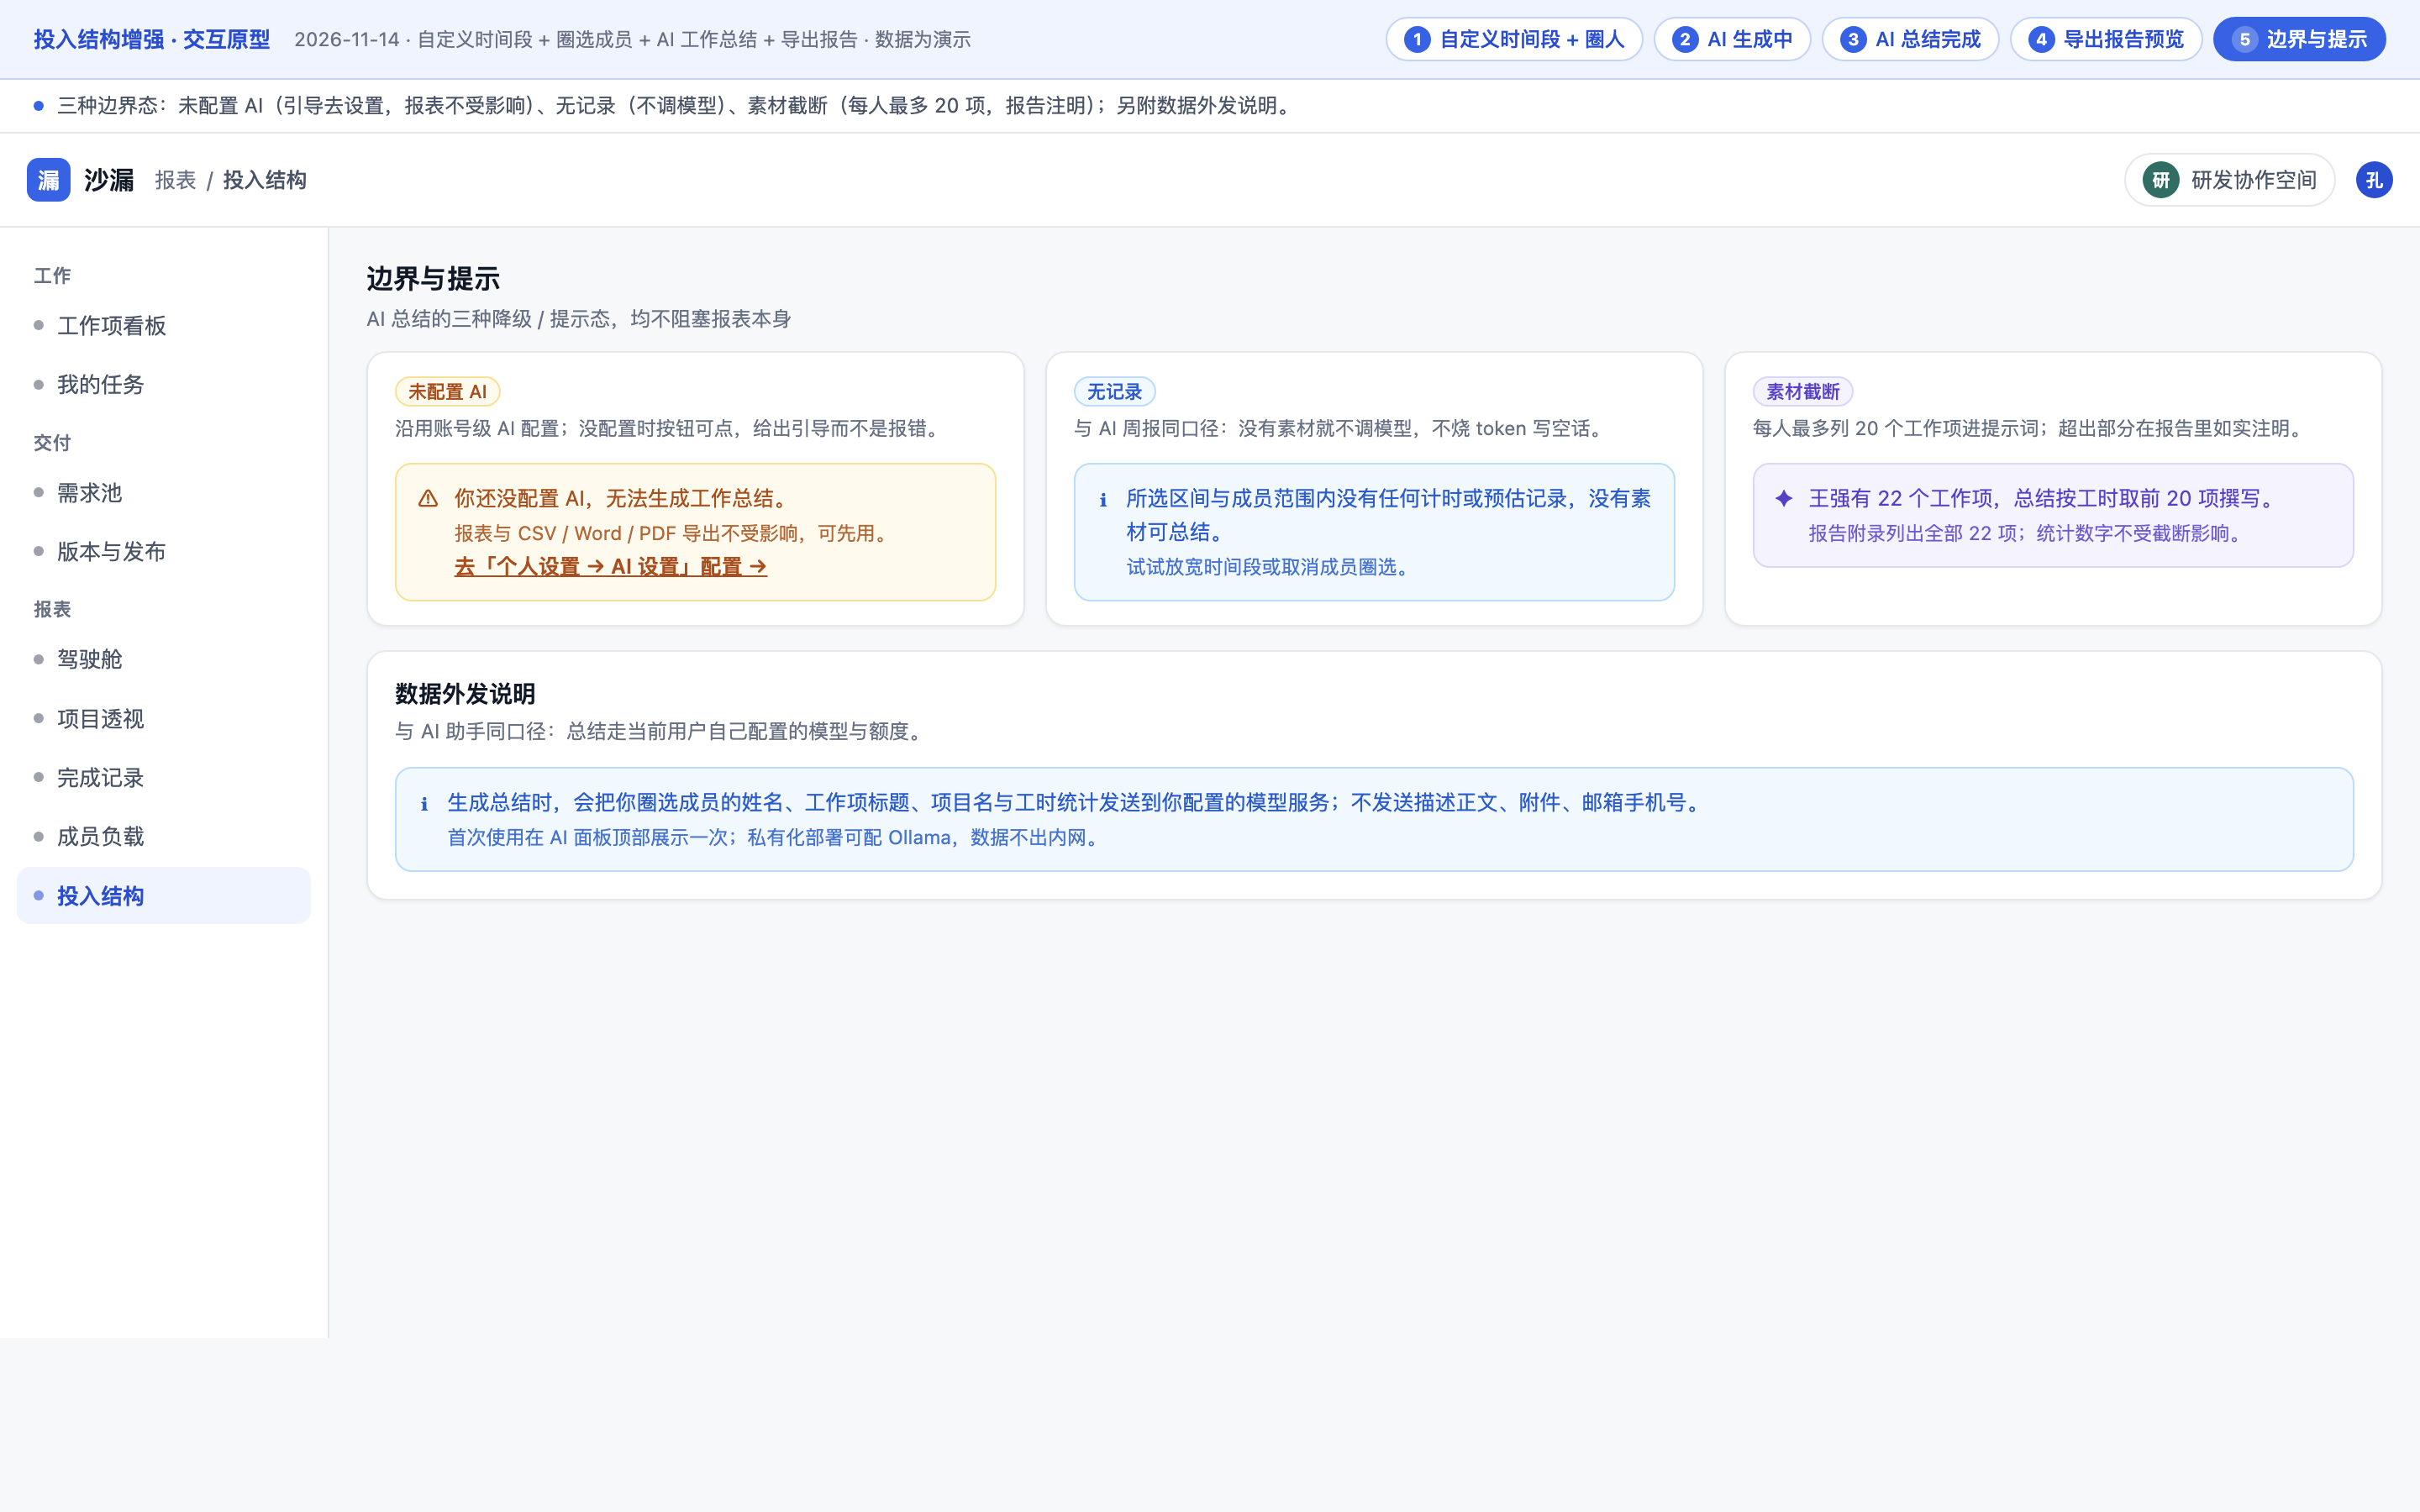 投入结构增强 · 交互原型
2026-11-14 · 自定义时间段 + 圈选成员 + AI 工作总结 + 导出报告 · 数据为演示
1 自定义时间段 + 圈人
2 AI 生成中
3 AI 总结完成
4 导出报告预览
5 边界与提示
三种边界态：未配置 AI（引导去设置，报表不受影响）、无记录（不调模型）、素材截断（每人最多 20 项，报告注明）；另附数据外发说明。
漏 沙漏 报表 / 投入结构
研 研发协作空间
孔
工作
工作项看板
我的任务
交付
需求池
版本与发布
报表
驾驶舱
项目透视
完成记录
成员负载
投入结构
边界与提示
AI 总结的三种降级 / 提示态，均不阻塞报表本身
未配置 AI
沿用账号级 AI 配置；没配置时按钮可点，给出引导而不是报错。
你还没配置 AI，无法生成工作总结。
报表与 CSV / Word / PDF 导出不受影响，可先用。
去「个人设置 → AI 设置」配置 →
无记录
与 AI 周报同口径：没有素材就不调模型，不烧 token 写空话。
所选区间与成员范围内没有任何计时或预估记录，没有素
材可总结。
试试放宽时间段或取消成员圈选。
素材截断
每人最多列 20 个工作项进提示词；超出部分在报告里如实注明。
王强有 22 个工作项，总结按工时取前 20 项撰写。
报告附录列出全部 22 项；统计数字不受截断影响。
数据外发说明
与 AI 助手同口径：总结走当前用户自己配置的模型与额度。
生成总结时，会把你圈选成员的姓名、工作项标题、项目名与工时统计发送到你配置的模型服务；不发送描述正文、附件、邮箱手机号。
首次使用在 AI 面板顶部展示一次；私有化部署可配 Ollama，数据不出内网。